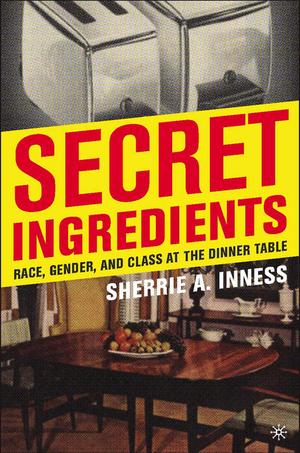 SECRET
INGREDIENTS
RACE, GENDER, AND CLASS AT THE DINNER TABLE
SHERRIE A. INNESS